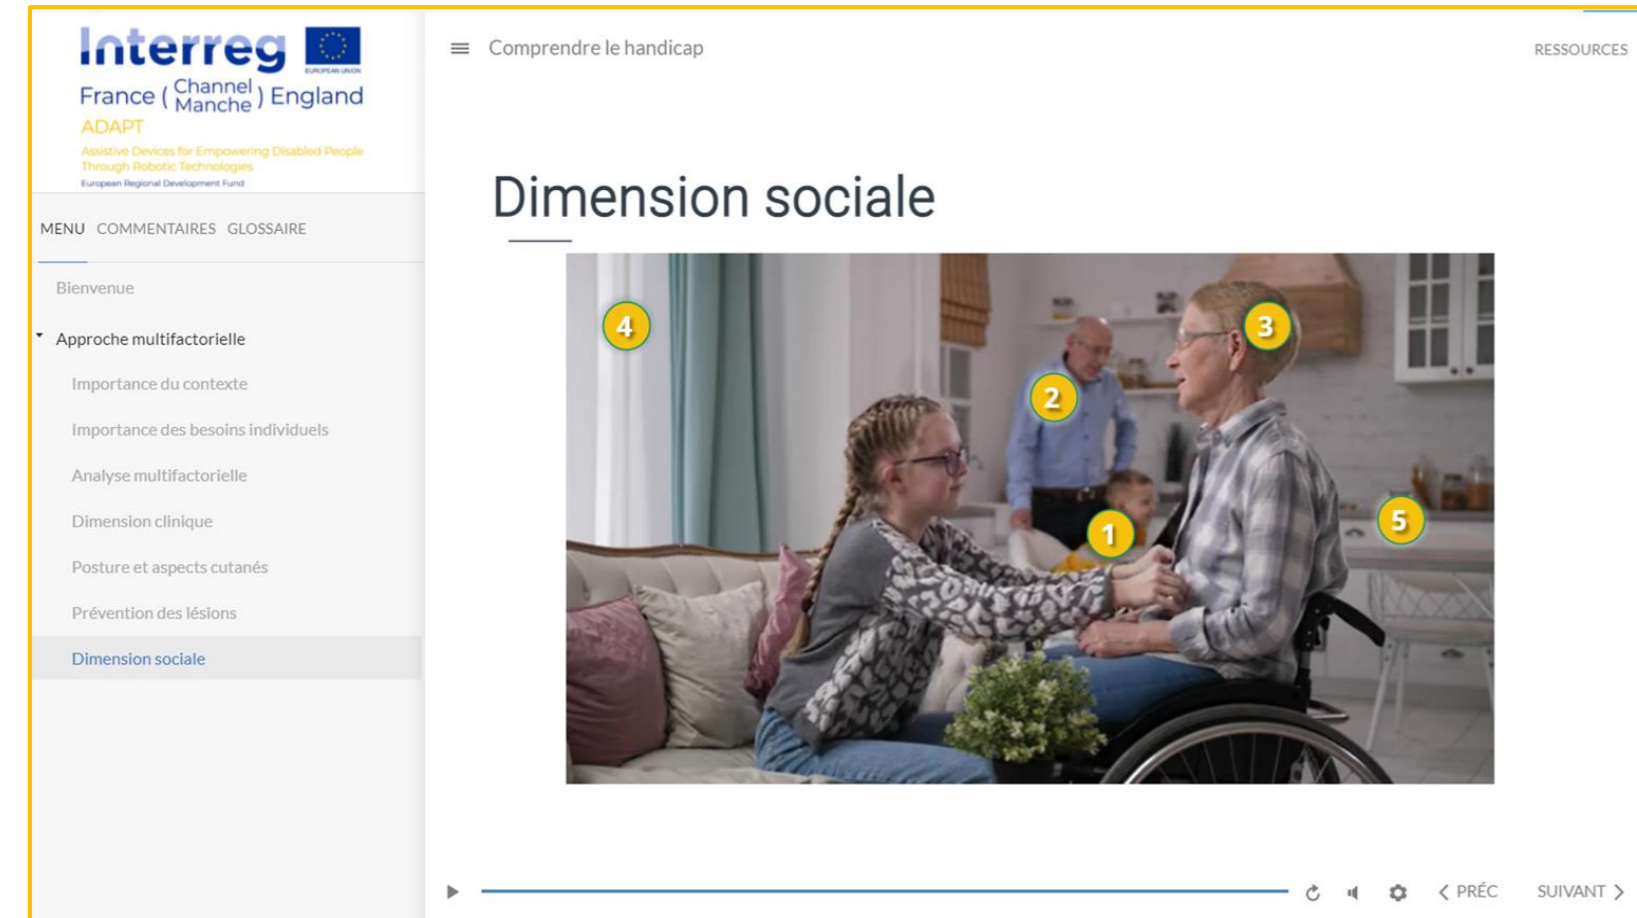 Interreg
EUROPEAN UNION
France ( Channel Manche ) England
ADAPT
Assistive Devices for Empowering Disabled People
Through Robotic Technologies
European Regional Development Fund
MENU COMMENTAIRES GLOSSAIRE
Bienvenue
Approche multifactorielle
Importance du contexte
Importance des besoins individuels
Analyse multifactorielle
Dimension clinique
Posture et aspects cutanés
Prévention des lésions
Dimension sociale
Comprendre le handicap
RESSOURCES
Dimension sociale
4
3
2
5
1
PRÉC
SUIVANT